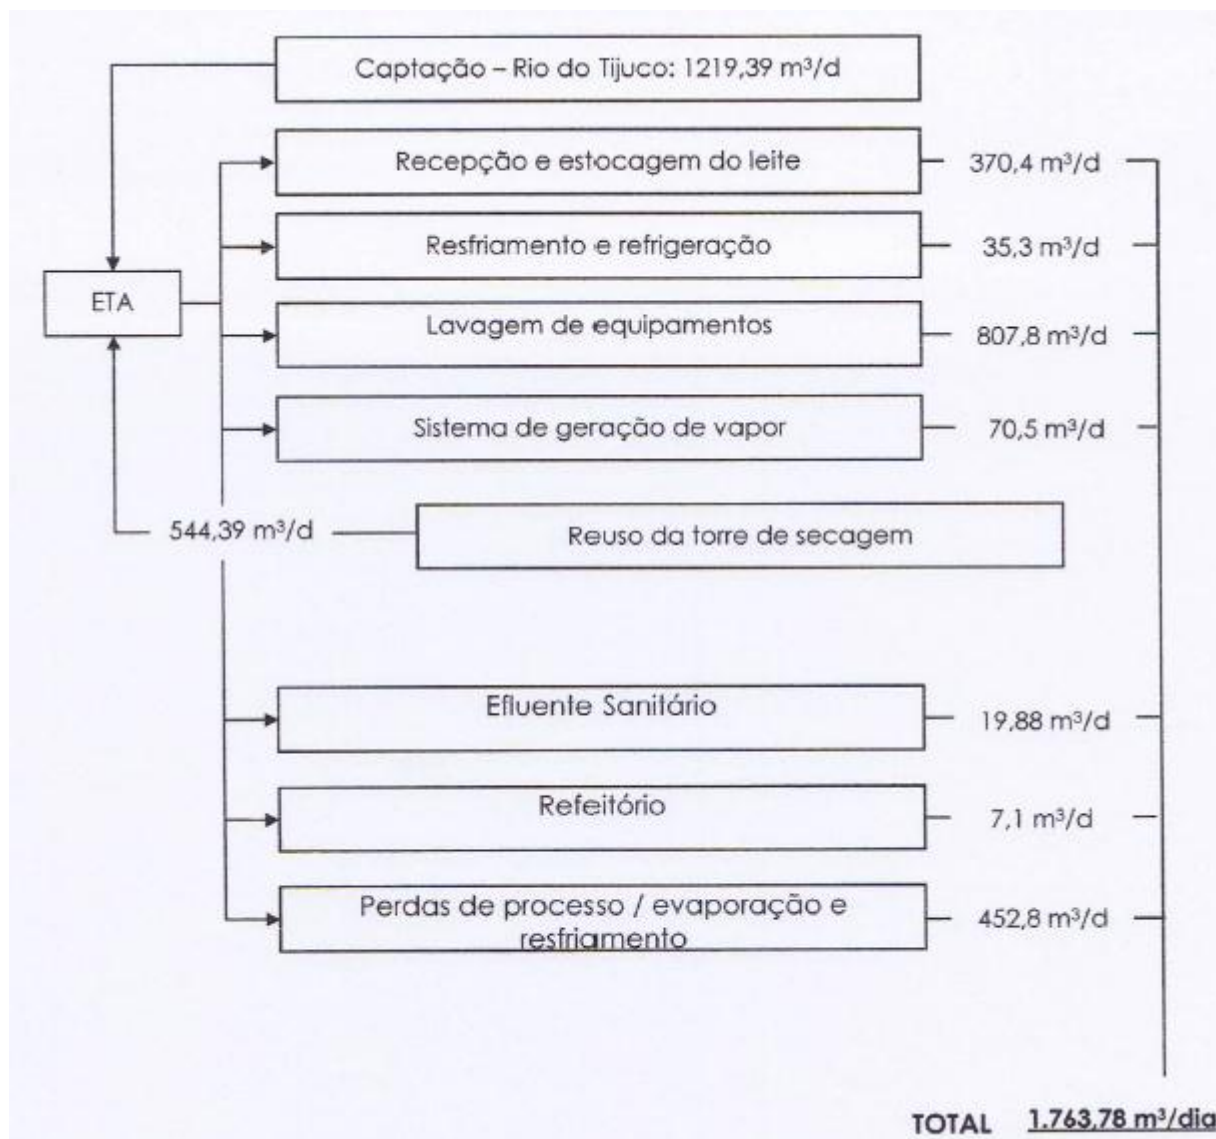 Captação – Rio do Tijuco: 1219,39 m³/d
Recepção e estocagem do leite
370,4 m³/d
Resfriamento e refrigeração
35,3 m³/d
ETA
Lavagem de equipamentos
807,8 m³/d
Sistema de geração de vapor
70,5 m³/d
544,39 m³/d
Reuso da torre de secagem
Efluente Sanitário
19,88 m³/d
Refeitório
7,1 m³/d
Perdas de processo / evaporação e
resfriamento
452,8 m³/d
TOTAL 1.763,78 m³/dia